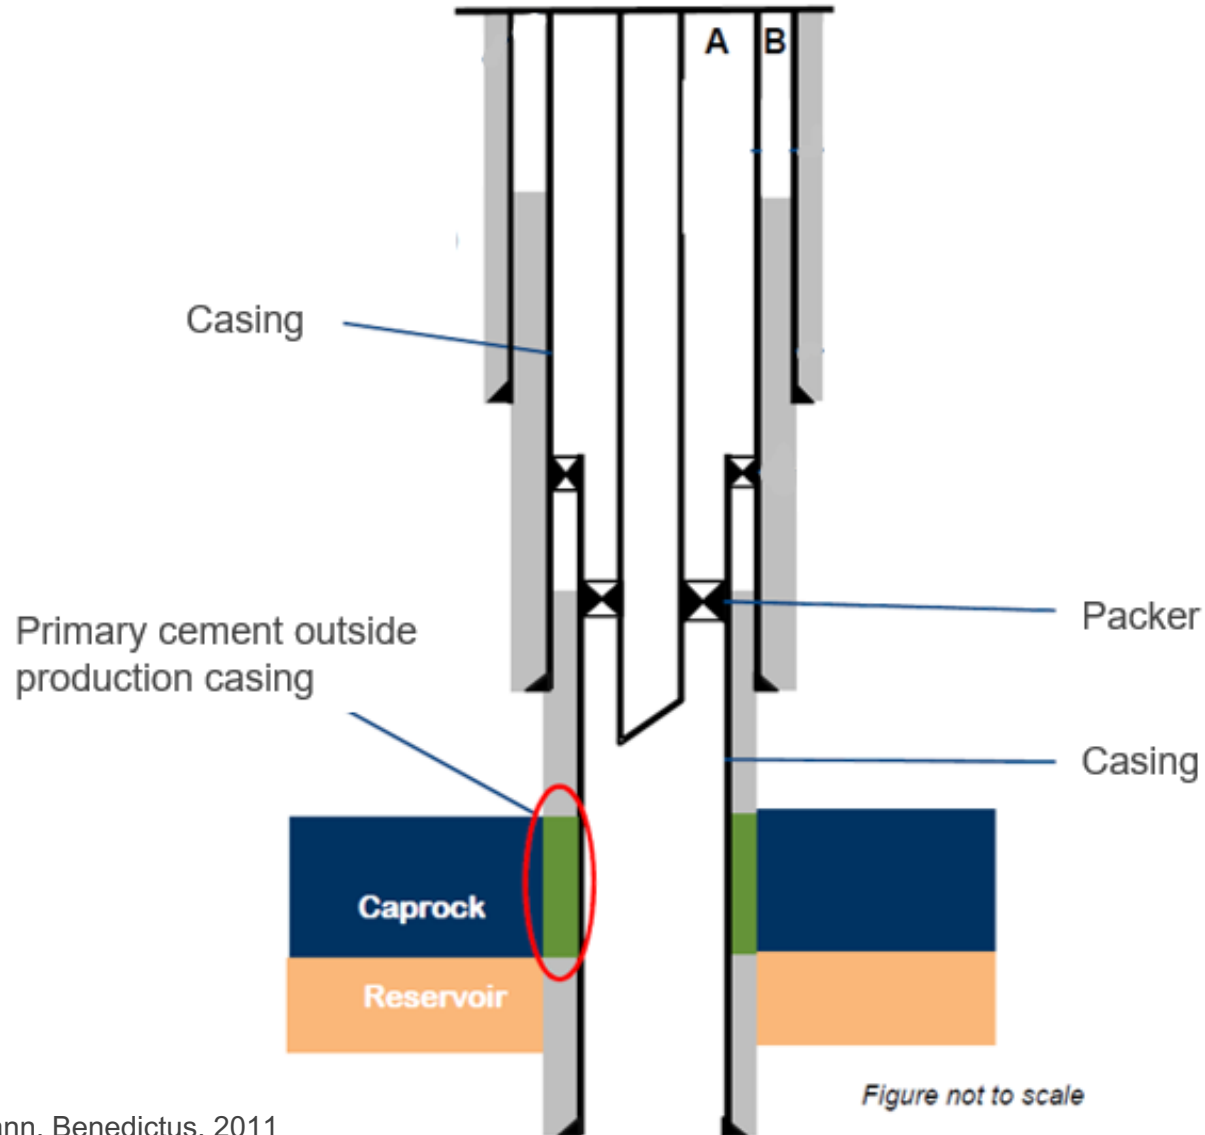 A B
Casing
Primary cement outside
production casing
Packer
Casing
Caprock
Reservoir
Figure not to scale
Benedictus, 2011